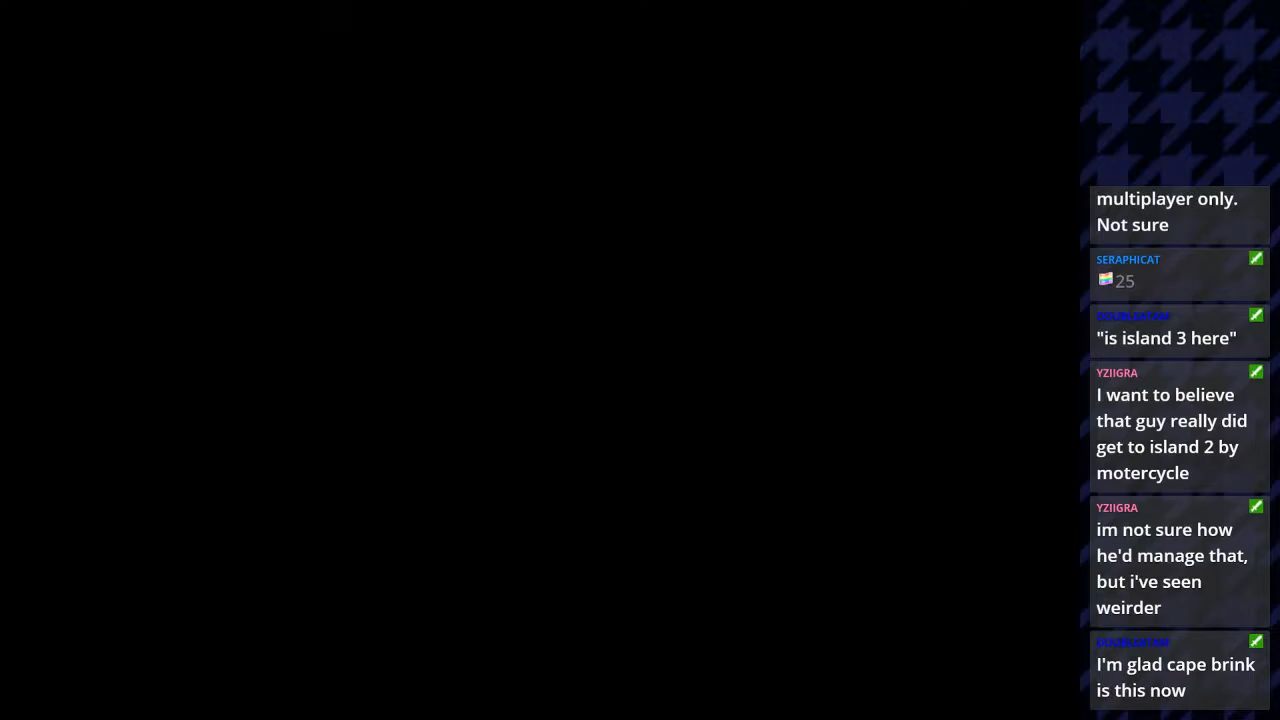 multiplayer only.
Not sure
SERAPHICAT
25
"is island 3 here"
YZIIGRA
I want to believe
that guy really did
get to island 2 by
motercycle
YZIIGRA
im not sure how
he'd manage that,
but i've seen
weirder
I'm glad cape brink
is this now